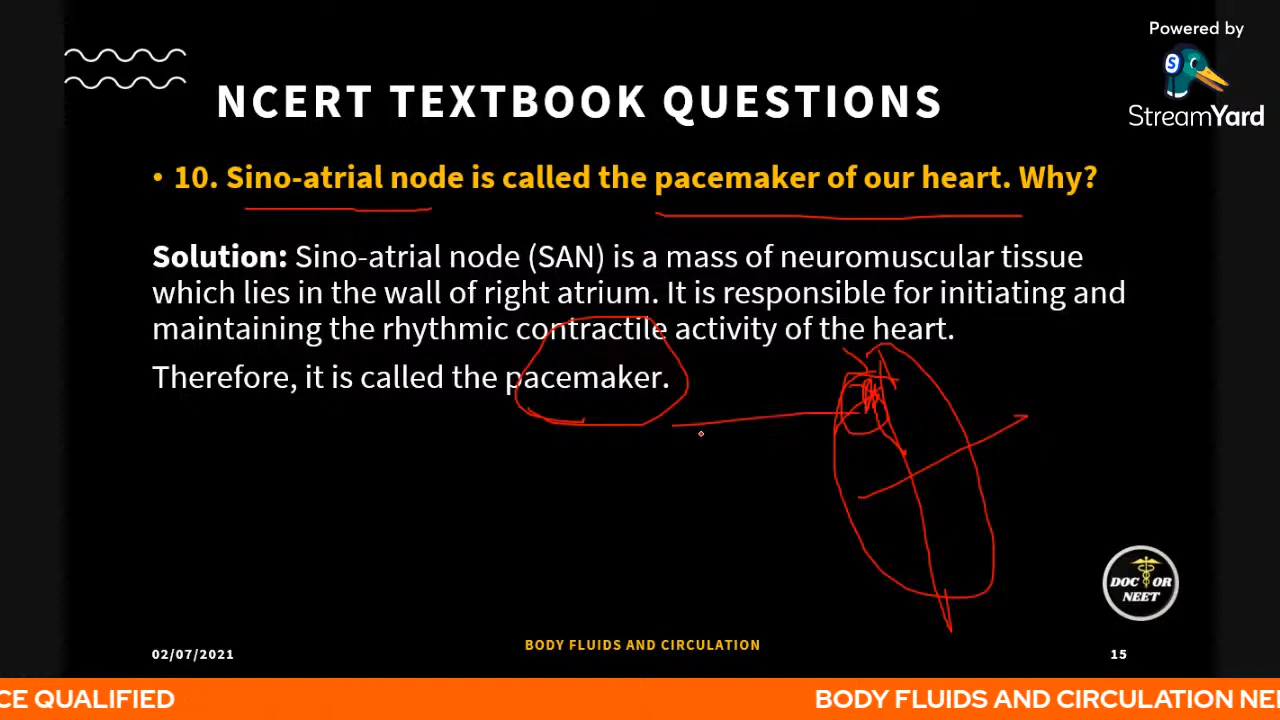 Powered by
StreamYard
NCERT TEXTBOOK QUESTIONS
• 10. Sino-atrial node is called the pacemaker of our heart. Why?
Solution: Sino-atrial node (SAN) is a mass of neuromuscular tissue
which lies in the wall of right atrium. It is responsible for initiating and
maintaining the rhythmic contractile activity of the heart.
Therefore, it is called the pacemaker.
DOCTOR
NEET
02/07/2021
BODY FLUIDS AND CIRCULATION
15
CE QUALIFIED
BODY FLUIDS AND CIRCULATION NE